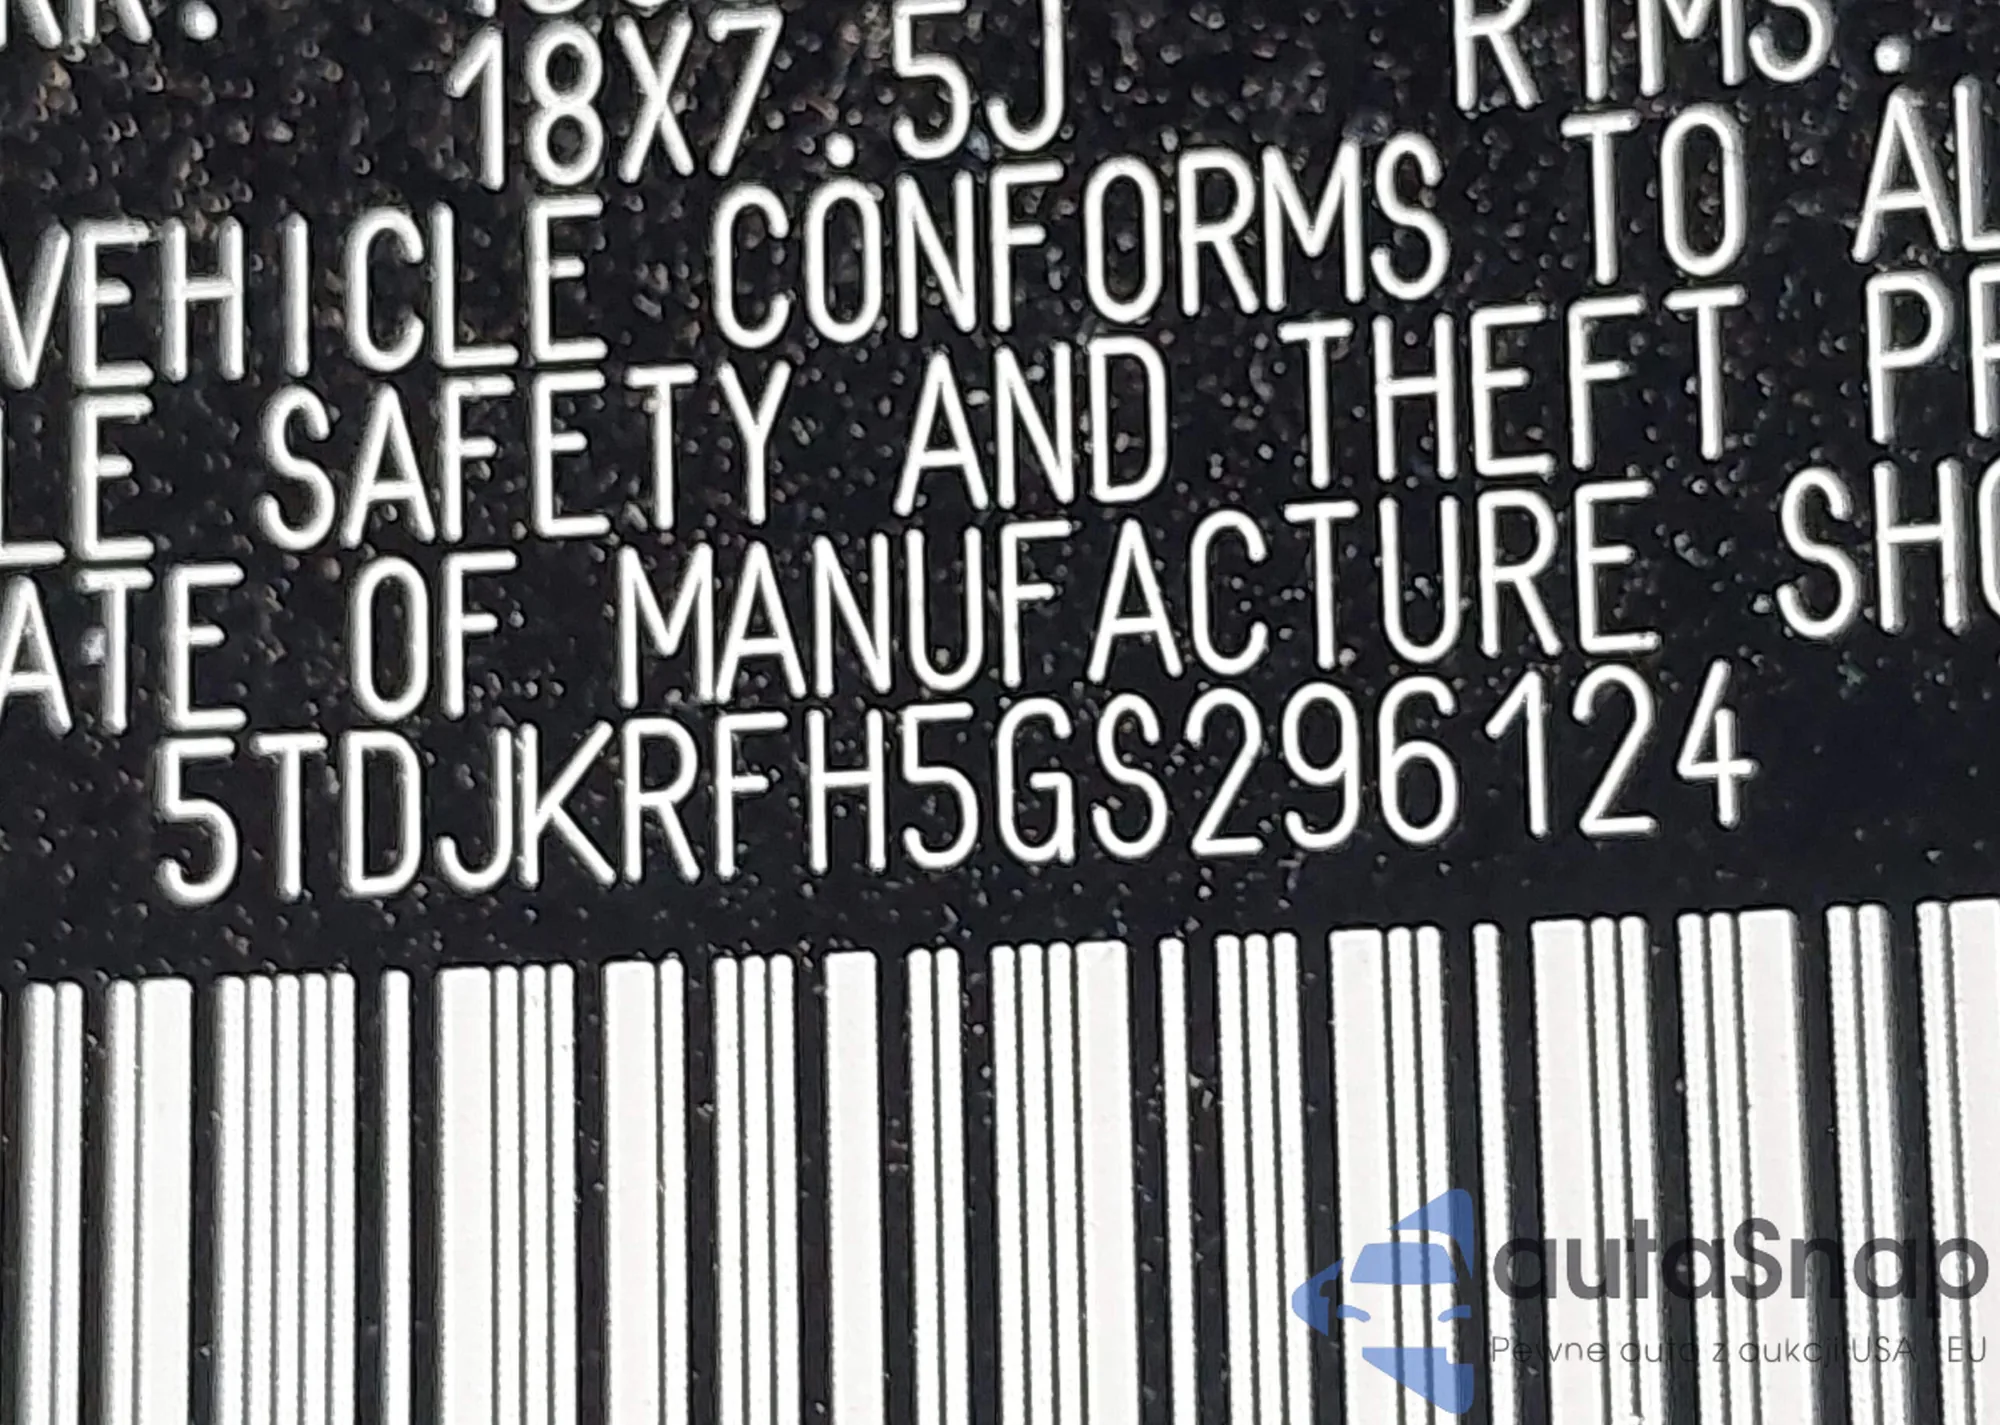 18X7.5J RIMS.
VEHICLE CONFORMS TO AL
LE SAFETY AND THEFT PR
ATE OF MANUFACTURE SHO
5TDJKRFH5GS296124
autaSnap
Pewne auta z aukcji USA i EU